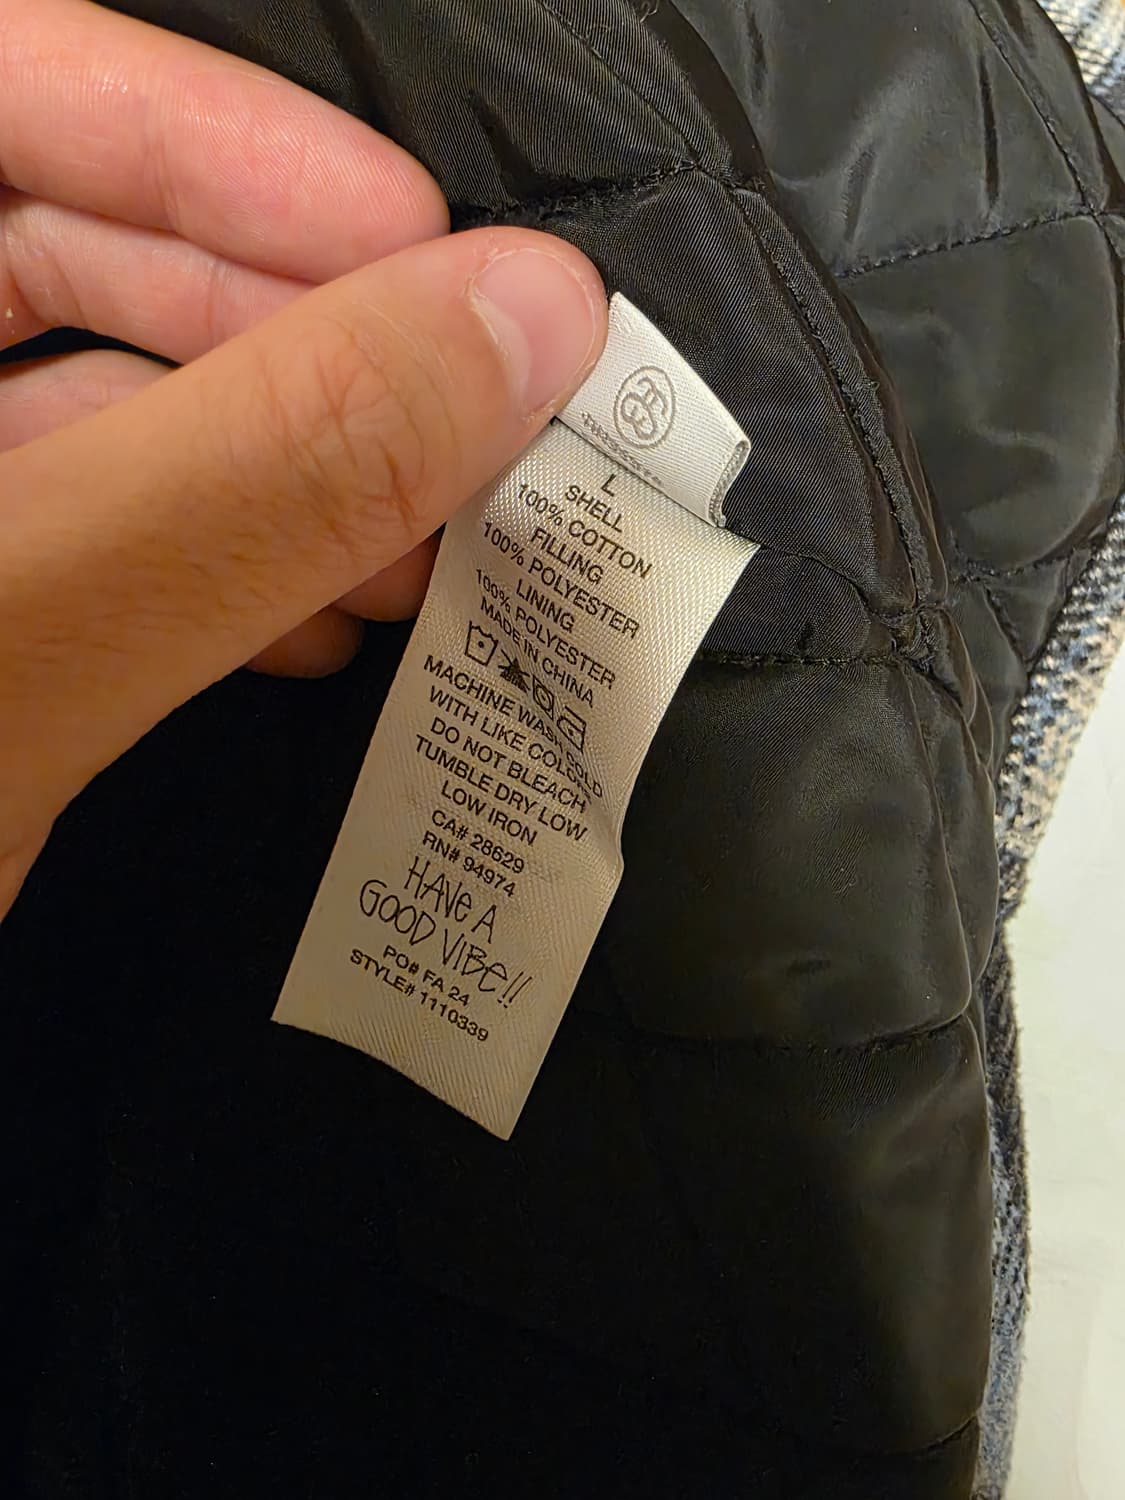 L
SHELL
100% COTTON
FILLING
100% POLYESTER
LINING
100% POLYESTER
MADE IN CHINA
MACHINE WASH COLD
WITH LIKE COLORS
DO NOT BLEACH
TUMBLE DRY LOW
LOW IRON
CA# 28629
RN# 94974
HAVE A
GOOD VIBE!!
PO# FA 24
STYLE# 1110339